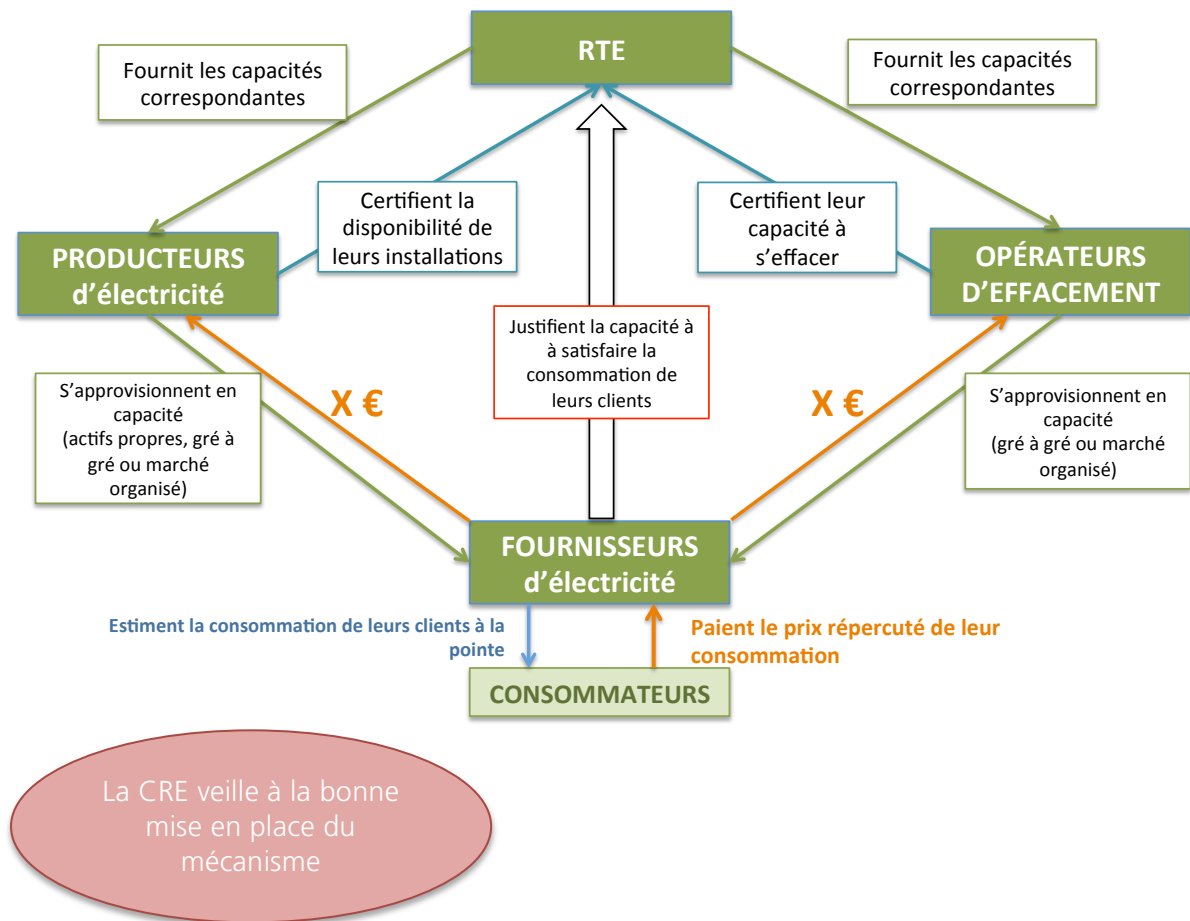 RTE
Fournit les capacités
correspondantes
Fournit les capacités
correspondantes
Certifient la
disponibilité de
leurs installations
Certifient leur
capacité à
s’effacer
PRODUCTEURS
d’électricité
OPÉRATEURS
D’EFFACEMENT
Justifient la capacité à
à satisfaire la
consommation de
leurs clients
S’approvisionnent en
capacité
(actifs propres, gré à
gré ou marché
organisé)
X €
X €
S’approvisionnent en
capacité
(gré à gré ou marché
organisé)
FOURNISSEURS
d’électricité
Estiment la consommation de leurs clients à la
pointe
Paient le prix répercuté de leur
consommation
CONSOMMATEURS
La CRE veille à la bonne
mise en place du
mécanisme